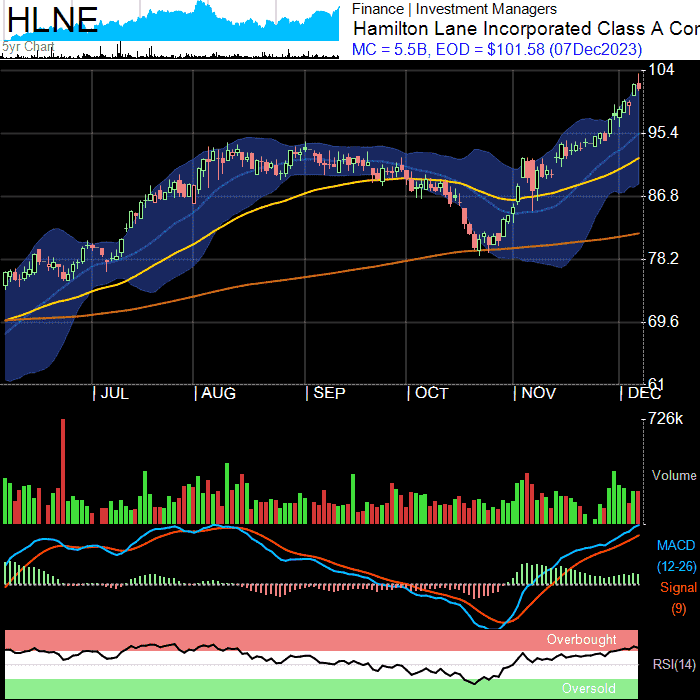 HLNE
5yr Chart
Finance | Investment Managers
Hamilton Lane Incorporated Class A Cor
MC = 5.5B, EOD = $101.58 (07Dec2023)
104
95.4
86.8
78.2
69.6
61
| JUL | AUG | SEP | OCT | NOV | DEC
726k
Volume
MACD
(12-26)
Signal
(9)
Overbought
RSI(14)
Oversold